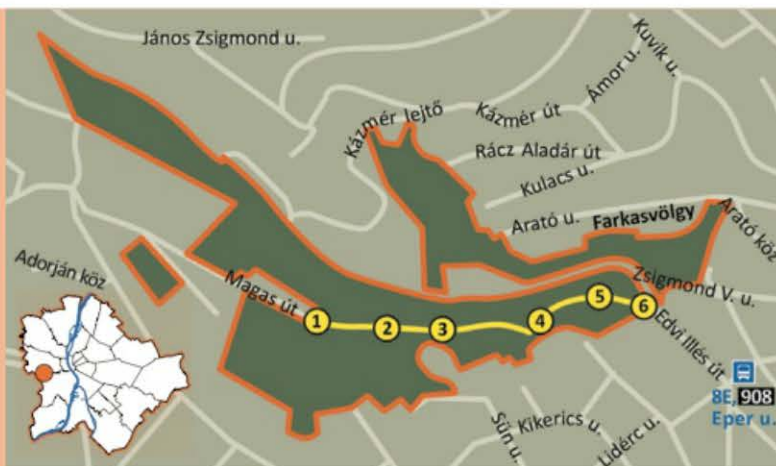 János Zsigmond u.
Kuvik u.
Ámor u.
Kázmér lejtő
Kázmér út
Rácz Aladár út
Kulacs u.
Arató u.
Farkasvölgy
Arató köz
Adorján köz
Magas út
Zsigmond V. u.
1
2
3
4
5
6
Edvi Illés út
8E, 908
Eper u.
Sün u.
Kikerics u.
Lidérc u.